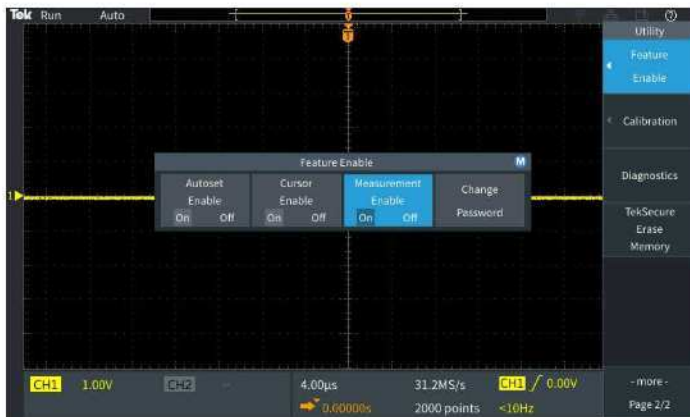 Tek Run Auto
T
Utility
Feature
Enable
Calibration
Diagnostics
TekSecure
Erase
Memory
- more -
Page 2/2
Feature Enable M
Autoset
Enable
On Off
Cursor
Enable
On Off
Measurement
Enable
On Off
Change
Password
1
CH1 1.00V CH2 -- 4.00µs 31.2MS/s CH1 0.00V
0.00000s 2000 points <10Hz